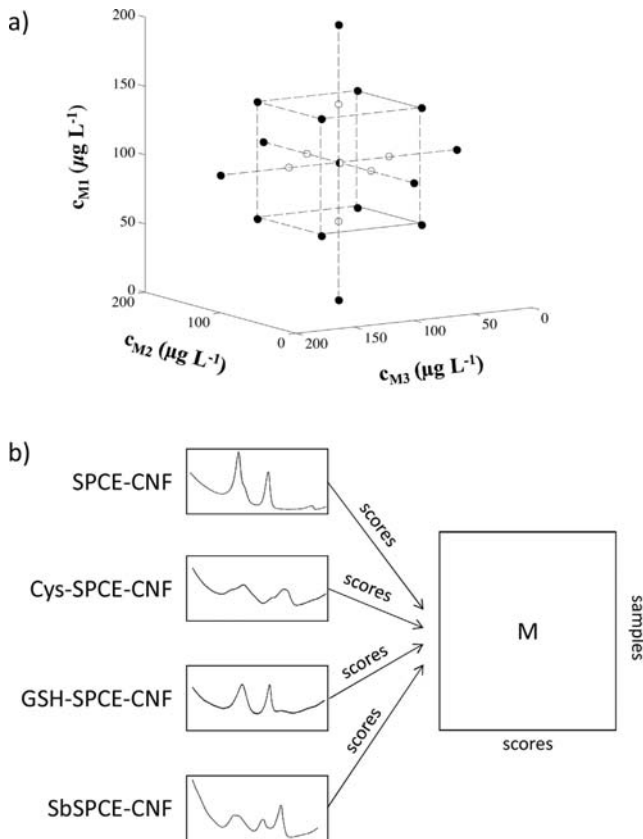 a)
200
150
100
50
0
c_M1 (µg L⁻¹)
200
100
0
c_M2 (µg L⁻¹)
200
150
100
50
0
c_M3 (µg L⁻¹)
b)
SPCE-CNF
Cys-SPCE-CNF
GSH-SPCE-CNF
SbSPCE-CNF
scores
scores
scores
scores
M
samples
scores